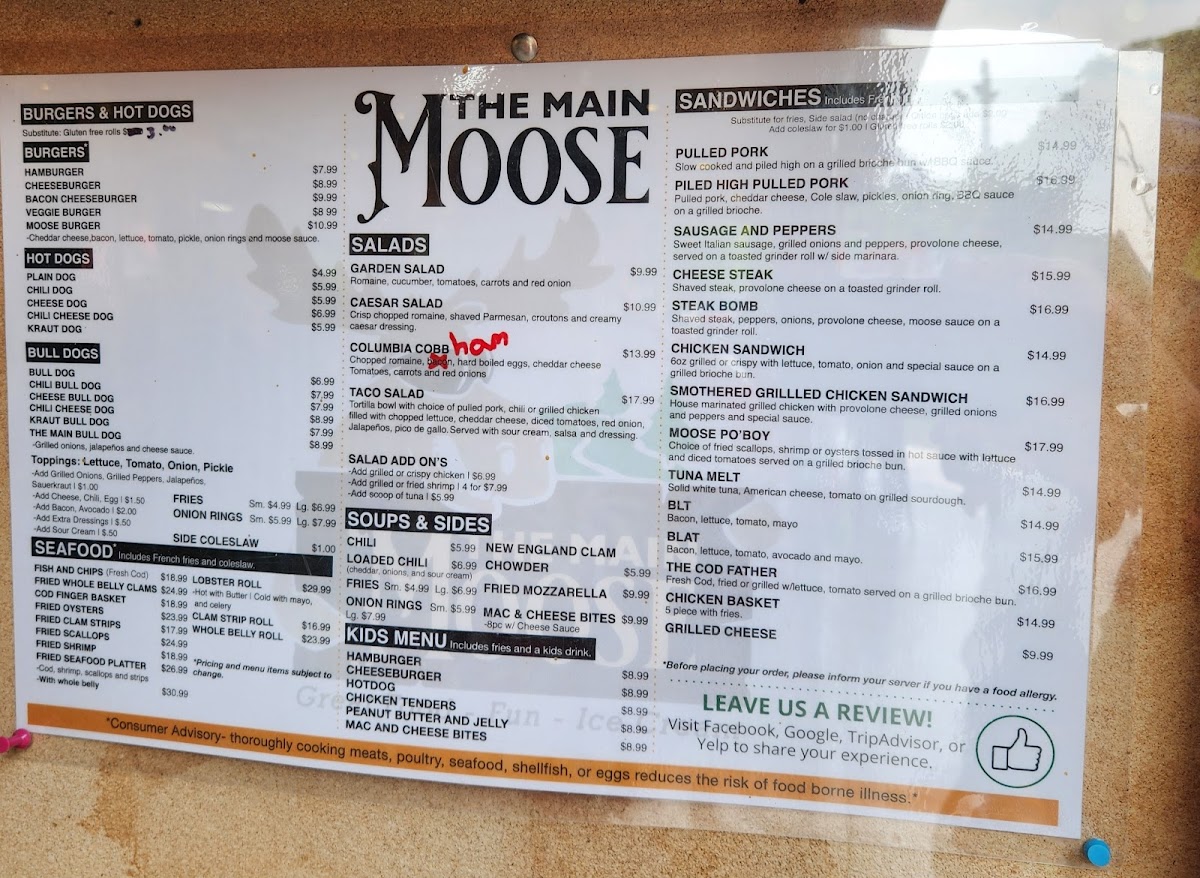 BURGERS & HOT DOGS
Substitute: Gluten free rolls $ 3.00
BURGERS*
HAMBURGER $7.99
CHEESEBURGER $8.99
BACON CHEESEBURGER $9.99
VEGGIE BURGER $8 99
MOOSE BURGER $10.99
-Cheddar cheese,bacon, lettuce, tomato, pickle, onion rings and moose sauce.
HOT DOGS
PLAIN DOG $4.99
CHILI DOG $5.99
CHEESE DOG $5.99
CHILI CHEESE DOG $6.99
KRAUT DOG $5.99
BULL DOGS
BULL DOG $6.99
CHILI BULL DOG $7.99
CHEESE BULL DOG $7.99
CHILI CHEESE DOG $8.99
KRAUT BULL DOG $7.99
THE MAIN BULL DOG $8.99
-Grilled onions, jalapeños and cheese sauce.
Toppings: Lettuce, Tomato, Onion, Pickle
-Add Grilled Onions, Grilled Peppers, Jalapeños,
Sauerkraut | $1.00
-Add Cheese, Chili, Egg | $1.50
-Add Bacon, Avocado | $2.00
-Add Extra Dressings | $.50
-Add Sour Cream | $.50
FRIES Sm. $4.99 Lg. $6.99
ONION RINGS Sm. $5.99 Lg. $7.99
SIDE COLESLAW $1.00
SEAFOOD* Includes French fries and coleslaw.
FISH AND CHIPS (Fresh Cod) $18.99
FRIED WHOLE BELLY CLAMS $24.99
COD FINGER BASKET $18.99
FRIED OYSTERS $23.99
FRIED CLAM STRIPS $17.99
FRIED SCALLOPS $24.99
FRIED SHRIMP $18.99
FRIED SEAFOOD PLATTER $26.99
-Cod, shrimp, scallops and strips
-With whole belly $30.99
LOBSTER ROLL $29.99
-Hot with Butter | Cold with mayo,
and celery
CLAM STRIP ROLL $16.99
WHOLE BELLY ROLL $23.99
*Pricing and menu items subject to
change.
THE MAIN
MOOSE
SALADS
GARDEN SALAD $9.99
Romaine, cucumber, tomatoes, carrots and red onion
CAESAR SALAD $10.99
Crisp chopped romaine, shaved Parmesan, croutons and creamy
caesar dressing.
COLUMBIA COBB ham $13.99
Chopped romaine, bacon, hard boiled eggs, cheddar cheese
Tomatoes, carrots and red onions
TACO SALAD $17.99
Tortilla bowl with choice of pulled pork, chili or grilled chicken
filled with chopped lettuce, cheddar cheese, diced tomatoes, red onion,
Jalapeños, pico de gallo. Served with sour cream, salsa and dressing.
SALAD ADD ON'S
-Add grilled or crispy chicken | $6.99
-Add grilled or fried shrimp | 4 for $7.99
-Add scoop of tuna | $5.99
SOUPS & SIDES
CHILI $5.99
LOADED CHILI $6.99
(cheddar, onions, and sour cream)
FRIES Sm. $4.99 Lg. $6.99
ONION RINGS Sm. $5.99
Lg. $7.99
NEW ENGLAND CLAM
CHOWDER $5.99
FRIED MOZZARELLA $9.99
MAC & CHEESE BITES $9.99
-8pc w/ Cheese Sauce
KIDS MENU Includes fries and a kids drink.
HAMBURGER $8.99
CHEESEBURGER $8.99
HOTDOG $8.99
CHICKEN TENDERS
PEANUT BUTTER AND JELLY $8.99
MAC AND CHEESE BITES $8.99
SANDWICHES Includes
Substitute for fries, Side salad
Add coleslaw for $1.00 |
PULLED PORK $14.99
Slow cooked and piled high on a grilled brioche bun w/BBQ sauce.
PILED HIGH PULLED PORK $16.99
Pulled pork, cheddar cheese, Cole slaw, pickles, onion ring, BBQ sauce
on a grilled brioche.
SAUSAGE AND PEPPERS $14.99
Sweet Italian sausage, grilled onions and peppers, provolone cheese,
served on a toasted grinder roll w/ side marinara.
CHEESE STEAK $15.99
Shaved steak, provolone cheese on a toasted grinder roll.
STEAK BOMB $16.99
Shaved steak, peppers, onions, provolone cheese, moose sauce on a
toasted grinder roll.
CHICKEN SANDWICH $14.99
6oz grilled or crispy with lettuce, tomato, onion and special sauce on a
grilled brioche bun.
SMOTHERED GRILLLED CHICKEN SANDWICH $16.99
House marinated grilled chicken with provolone cheese, grilled onions
and peppers and special sauce.
MOOSE PO'BOY $17.99
Choice of fried scallops, shrimp or oysters tossed in hot sauce with lettuce
and diced tomatoes served on a grilled brioche bun.
TUNA MELT $14.99
Solid white tuna, American cheese, tomato on grilled sourdough.
BLT $14.99
Bacon, lettuce, tomato, mayo
BLAT $15.99
Bacon, lettuce, tomato, avocado and mayo.
THE COD FATHER $16.99
Fresh Cod, fried or grilled w/lettuce, tomato served on a grilled brioche bun.
CHICKEN BASKET $14.99
5 piece with fries.
GRILLED CHEESE $9.99
*Before placing your order, please inform your server if you have a food allergy.
LEAVE US A REVIEW!
Visit Facebook, Google, TripAdvisor, or
Yelp to share your experience.
*Consumer Advisory- thoroughly cooking meats, poultry, seafood, shellfish, or eggs reduces the risk of food borne illness.*